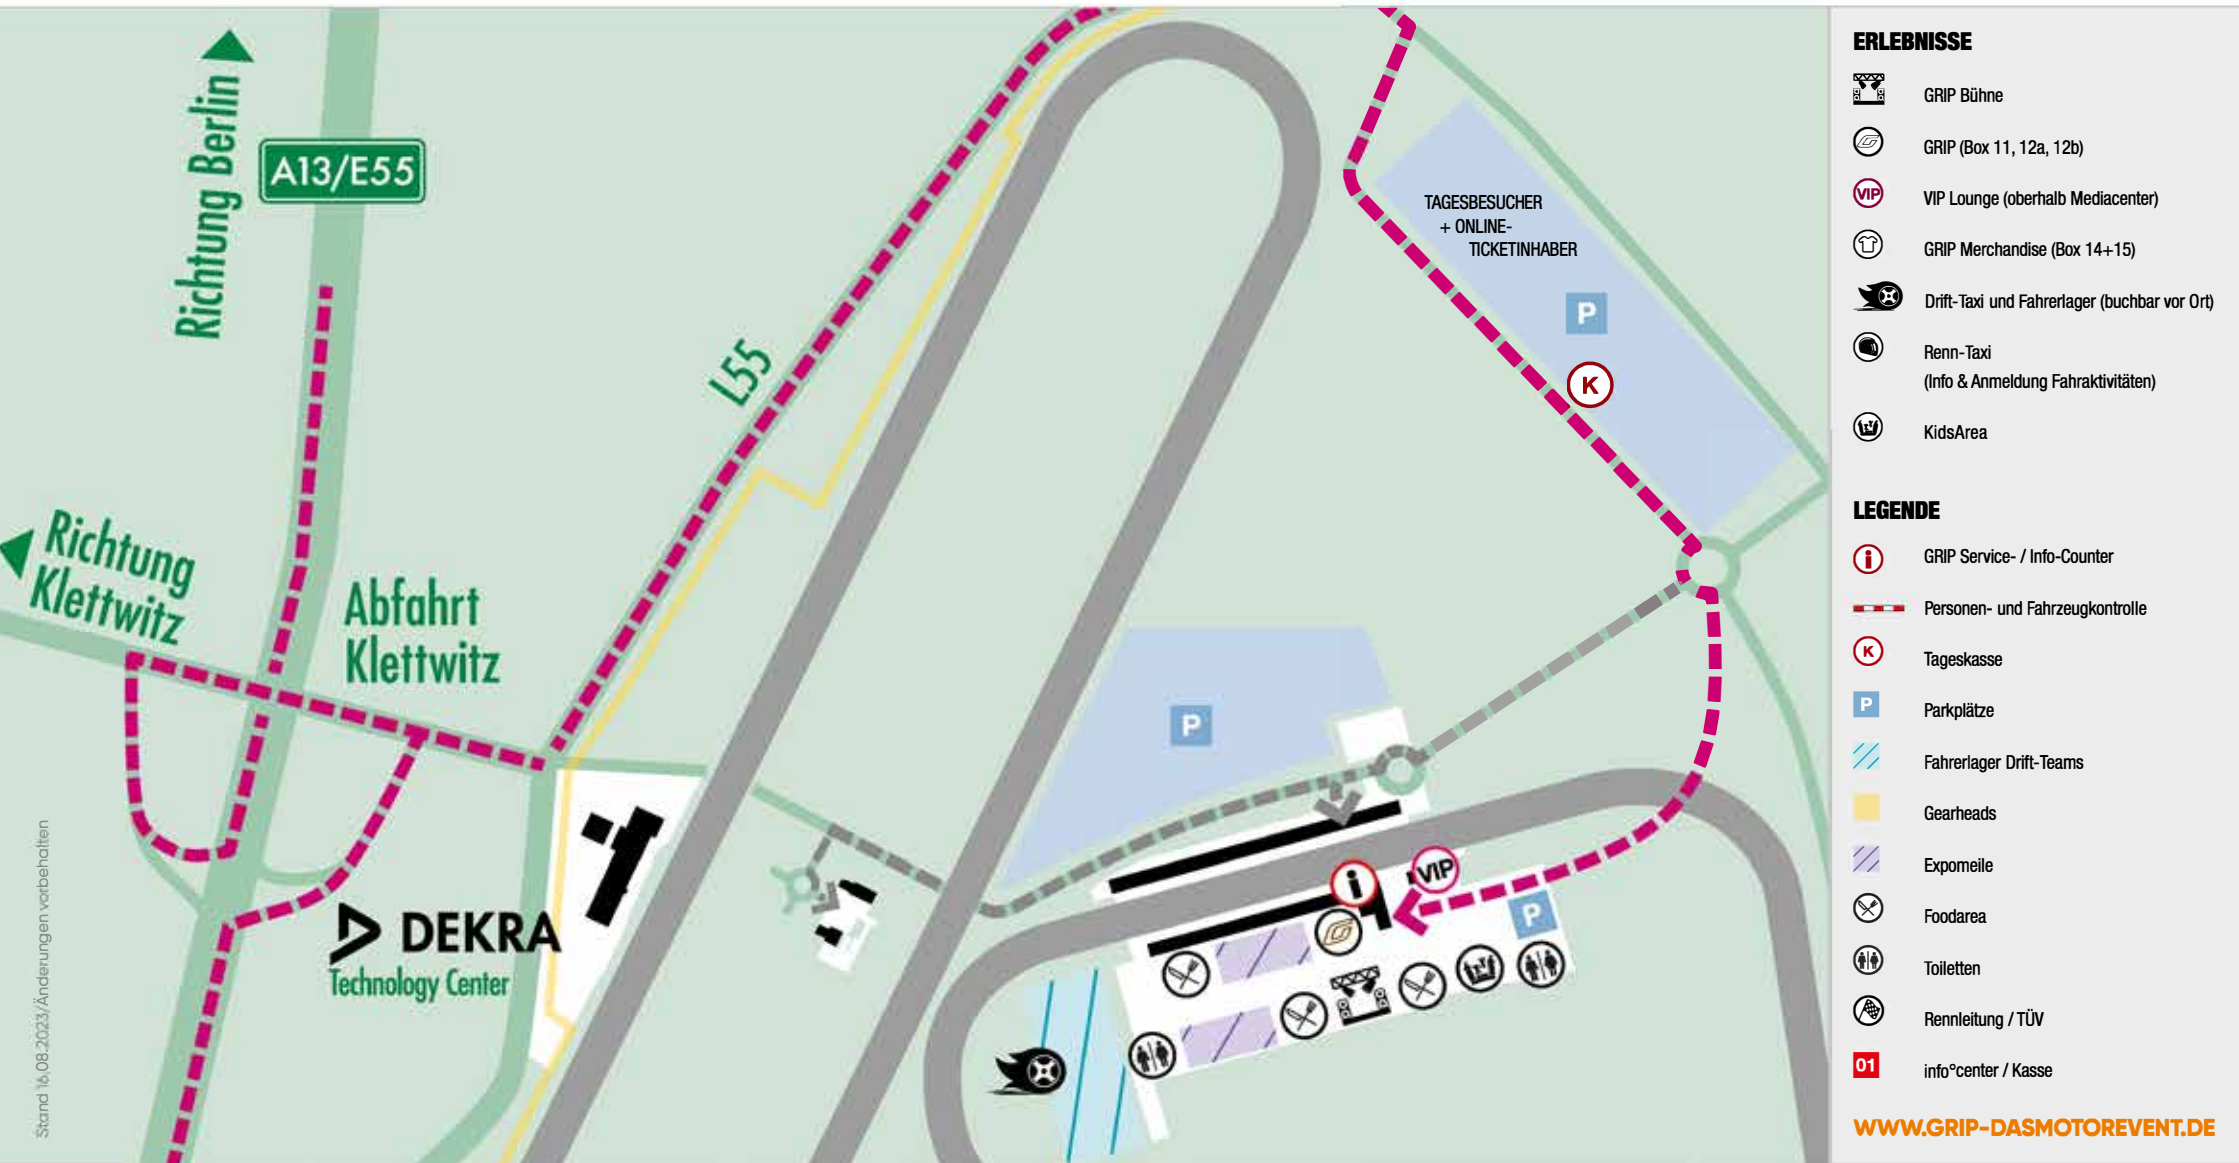 Richtung Berlin
A13/E55
Richtung
Klettwitz
Abfahrt
Klettwitz
L55
TAGESBESUCHER
+ ONLINE-
TICKETINHABER
P
K
P
DEKRA
Technology Center
i
VIP
P
Stand 16.08.2023/Änderungen vorbehalten
ERLEBNISSE
GRIP Bühne
GRIP (Box 11, 12a, 12b)
VIP VIP Lounge (oberhalb Mediacenter)
GRIP Merchandise (Box 14+15)
Drift-Taxi und Fahrerlager (buchbar vor Ort)
Renn-Taxi
(Info & Anmeldung Fahraktivitäten)
KidsArea
LEGENDE
i GRIP Service- / Info-Counter
Personen- und Fahrzeugkontrolle
K Tageskasse
P Parkplätze
Fahrerlager Drift-Teams
Gearheads
Expomeile
Foodarea
Toiletten
Rennleitung / TÜV
01 info°center / Kasse
WWW.GRIP-DASMOTOREVENT.DE